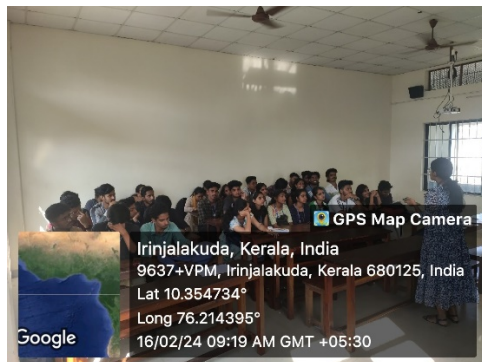 GPS Map Camera
Irinjalakuda, Kerala, India
9637+VPM, Irinjalakuda, Kerala 680125, India
Lat 10.354734°
Long 76.214395°
16/02/24 09:19 AM GMT +05:30
Google